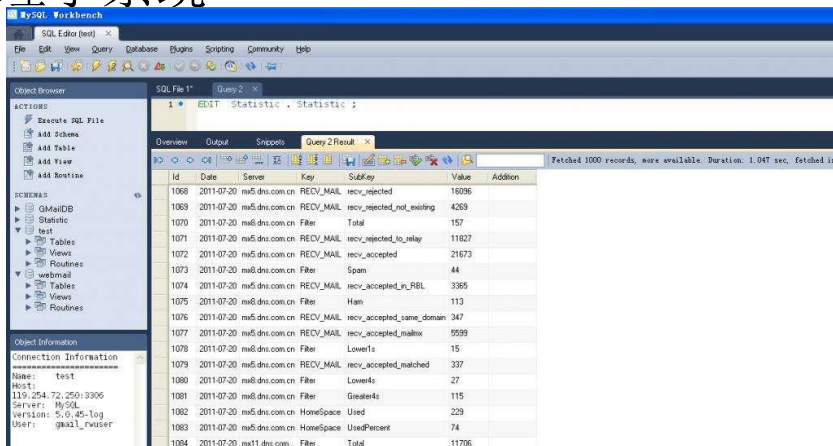 MySQL Workbench
SQL Editor (test)
File Edit View Query Database Plugins Scripting Community Help
Object Browser
SQL File 1* Query 2
ACTIONS
Execute SQL File
Add Schema
Add Table
Add View
Add Routine
SCHEMAS
GMailDB
Statistic
test
Tables
Views
Routines
webmail
Tables
Views
Routines
Object Information
Connection Information
Name: test
Host:
119.254.72.250:3306
Server: MySQL
Version: 5.0.45-log
User: gmail_rwuser
1 EDIT `Statistic`.`Statistic`;
Overview Output Snippets Query 2 Result
Fetched 1000 records, more available. Duration: 1.047 sec, fetched in
Id Date Server Key SubKey Value Addition
1068 2011-07-20 mx5.dns.com.cn RECV_MAIL recv_rejected 16096
1069 2011-07-20 mx5.dns.com.cn RECV_MAIL recv_rejected_not_existing 4269
1070 2011-07-20 mx8.dns.com.cn Filter Total 157
1071 2011-07-20 mx5.dns.com.cn RECV_MAIL recv_rejected_to_relay 11827
1072 2011-07-20 mx5.dns.com.cn RECV_MAIL recv_accepted 21673
1073 2011-07-20 mx8.dns.com.cn Filter Spam 44
1074 2011-07-20 mx5.dns.com.cn RECV_MAIL recv_accepted_in_RBL 3365
1075 2011-07-20 mx8.dns.com.cn Filter Ham 113
1076 2011-07-20 mx5.dns.com.cn RECV_MAIL recv_accepted_same_domain 347
1077 2011-07-20 mx5.dns.com.cn RECV_MAIL recv_accepted_mailmx 5599
1078 2011-07-20 mx8.dns.com.cn Filter Lower1s 15
1079 2011-07-20 mx5.dns.com.cn RECV_MAIL recv_accepted_matched 337
1080 2011-07-20 mx8.dns.com.cn Filter Lower4s 27
1081 2011-07-20 mx8.dns.com.cn Filter Greater4s 115
1082 2011-07-20 mx5.dns.com.cn HomeSpace Used 229
1083 2011-07-20 mx5.dns.com.cn HomeSpace UsedPercent 74
1084 2011-07-20 mx11.dns.com... Filter Total 11706